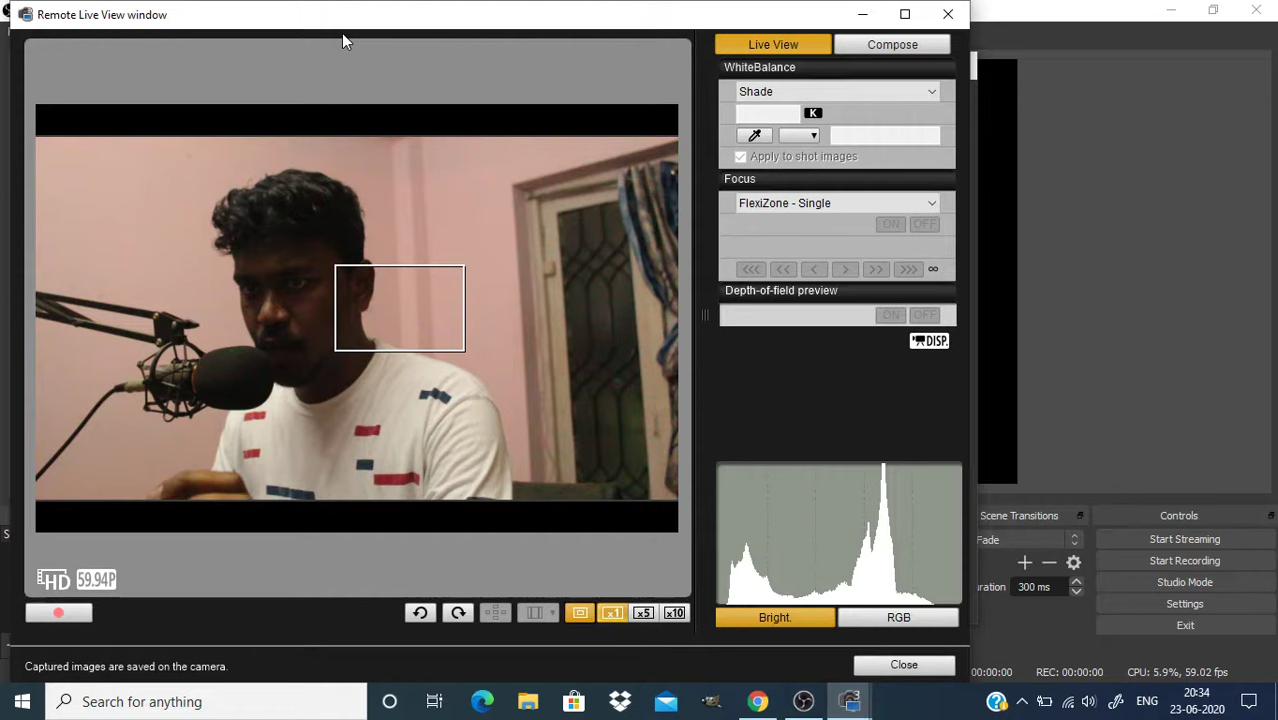 Remote Live View window
Live View
Compose
WhiteBalance
Shade
K
Apply to shot images
Focus
FlexiZone - Single
ON OFF
<<< << < > >> >>> ∞
Depth-of-field preview
ON OFF
DISP.
HD 59.94P
x1 x5 x10
Bright.
RGB
Captured images are saved on the camera.
Close
S
Scene Transitions
Controls
Fade
Start Streaming
Start Recording
uration 300 ms
Studio Mode
Settings
Exit
00:00:00 REC: 00:00:00 CPU: 5.9%, 59.02 fps
Search for anything
ENG
20:34
23-06-2020